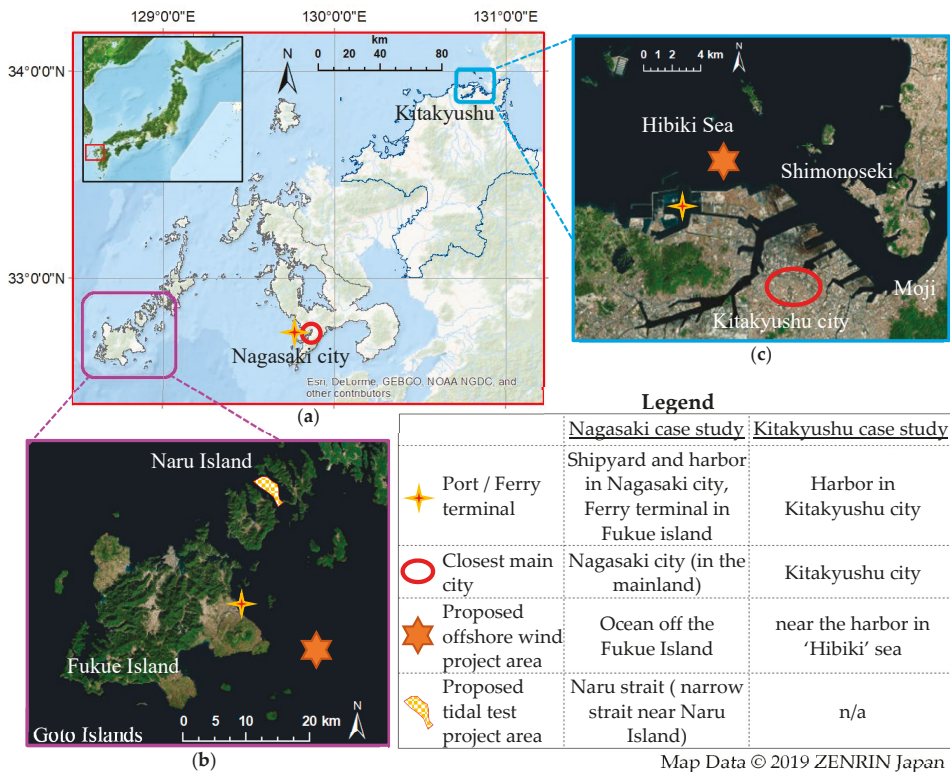 129°0'0"E
130°0'0"E
131°0'0"E
km
0 20 40 80
N
34°0'0"N
33°0'0"N
Kitakyushu
Nagasaki city
Esri, DeLorme, GEBCO, NOAA NGDC, and
other contributors
(a)
0 1 2 4 km
N
Hibiki Sea
Shimonoseki
Moji
Kitakyushu city
(c)
Naru Island
Fukue Island
0 5 10 20 km
N
Goto Islands
(b)
Legend
Nagasaki case study
Kitakyushu case study
Port / Ferry
terminal
Shipyard and harbor
in Nagasaki city,
Ferry terminal in
Fukue island
Harbor in
Kitakyushu city
Closest main
city
Nagasaki city (in the
mainland)
Kitakyushu city
Proposed
offshore wind
project area
Ocean off the
Fukue Island
near the harbor in
‘Hibiki’ sea
Proposed
tidal test
project area
Naru strait ( narrow
strait near Naru
Island)
n/a
Map Data © 2019 ZENRIN Japan